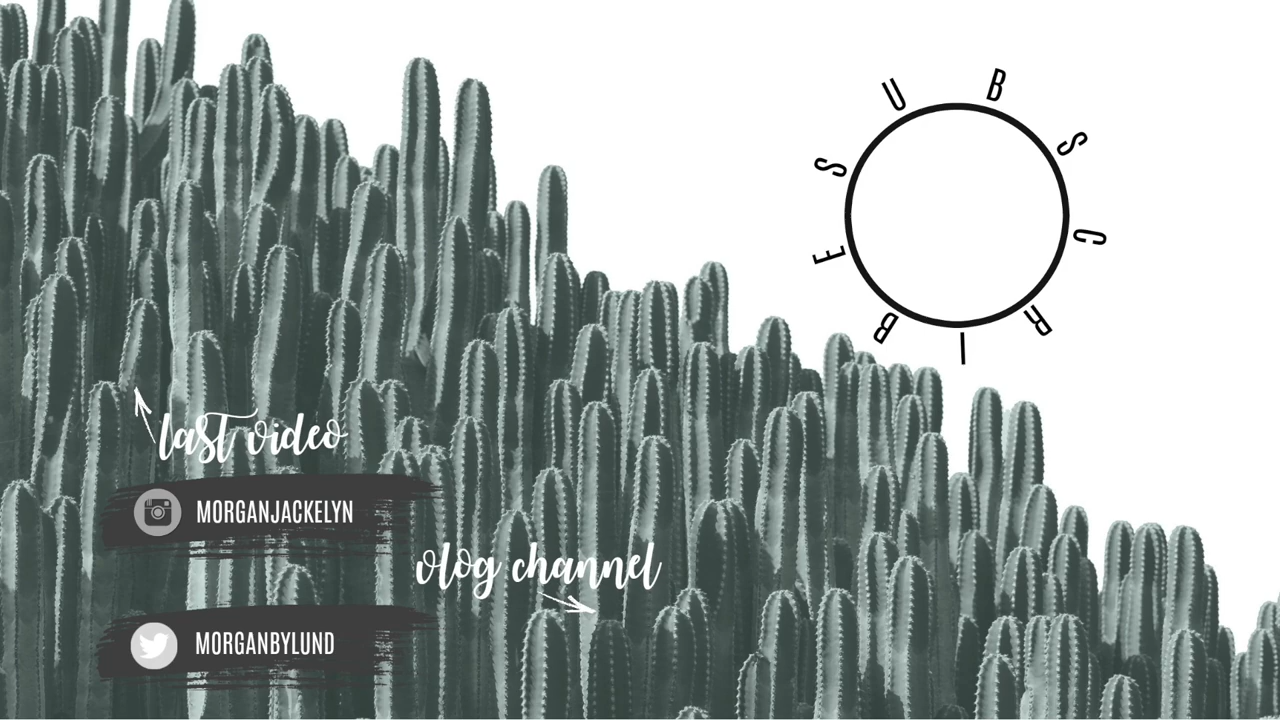 SUBSCRIBE
last video
MORGANJACKELYN
vlog channel
MORGANBYLUND